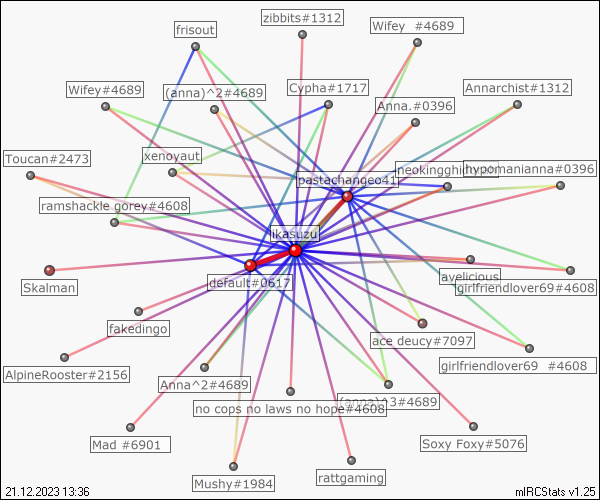 zibbits#1312
Wifey #4689
frisout
Wifey#4689
(anna)^2#4689
Cypha#1717
Annarchist#1312
Anna.#0396
xenoyaut
Toucan#2473
hypomanianna#0396
pastachangeo41
ramshackle gorey#4608
likasuzu
default#0617
ayelicious
Skalman
girlfriendlover69#4608
fakedingo
ace deucy#7097
AlpineRooster#2156
girlfriendlover69 #4608
Anna^2#4689
(anna)^3#4689
no cops no laws no hope#4608
Mad #6901
Soxy Foxy#5076
Mushy#1984
rattgaming
21.12.2023 13:36
mIRCStats v1.25